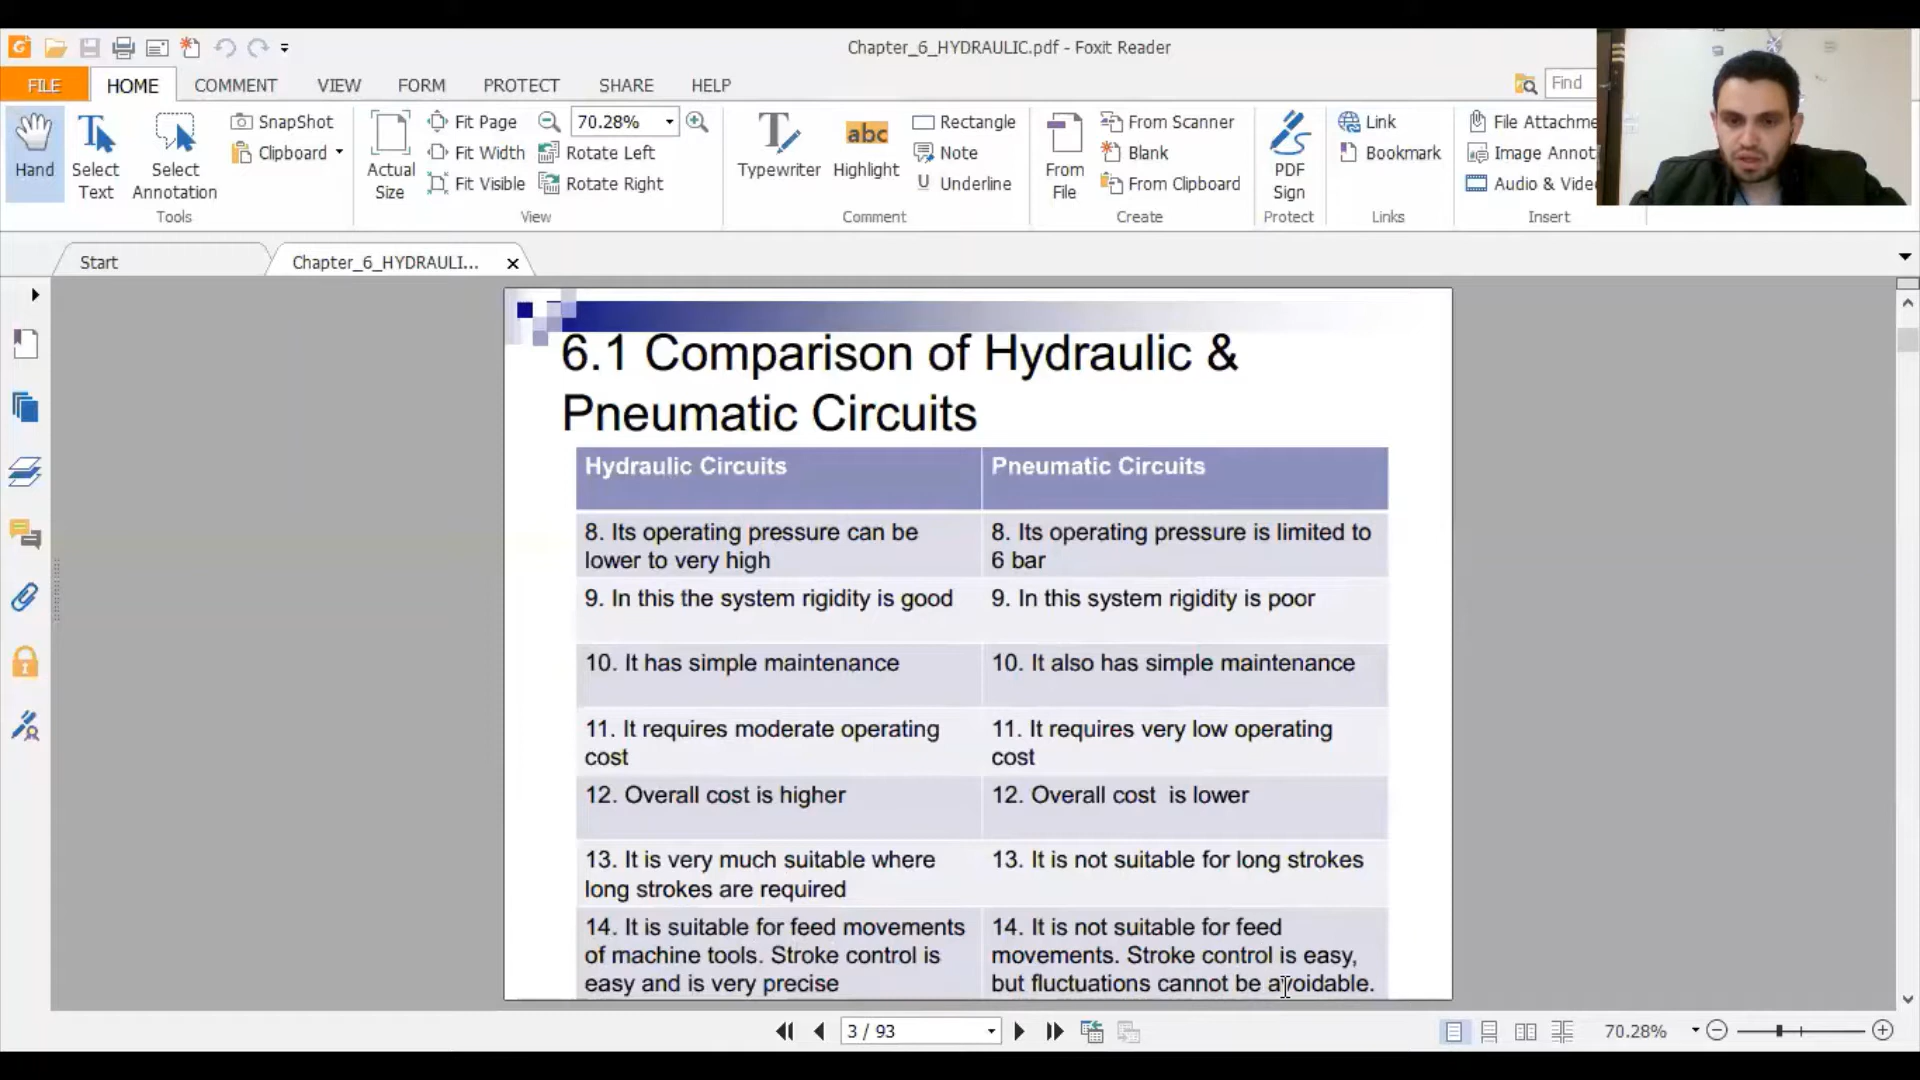 Chapter_6_HYDRAULIC.pdf - Foxit Reader
FILE
HOME
COMMENT
VIEW
FORM
PROTECT
SHARE
HELP
Find
Hand
Select
Text
Select
Annotation
SnapShot
Clipboard
Tools
Actual
Size
Fit Page
Fit Width
Fit Visible
70.28%
Rotate Left
Rotate Right
View
Typewriter
abc
Highlight
Rectangle
Note
Underline
Comment
From
File
From Scanner
Blank
From Clipboard
Create
PDF
Sign
Protect
Link
Bookmark
Links
File Attachme
Image Annot
Audio & Vide
Insert
Start
Chapter_6_HYDRAULI...
6.1 Comparison of Hydraulic &
Pneumatic Circuits
Hydraulic Circuits
Pneumatic Circuits
8. Its operating pressure can be
lower to very high
8. Its operating pressure is limited to
6 bar
9. In this the system rigidity is good
9. In this system rigidity is poor
10. It has simple maintenance
10. It also has simple maintenance
11. It requires moderate operating
cost
11. It requires very low operating
cost
12. Overall cost is higher
12. Overall cost is lower
13. It is very much suitable where
long strokes are required
13. It is not suitable for long strokes
14. It is suitable for feed movements
of machine tools. Stroke control is
easy and is very precise
14. It is not suitable for feed
movements. Stroke control is easy,
but fluctuations cannot be avoidable.
3 / 93
70.28%